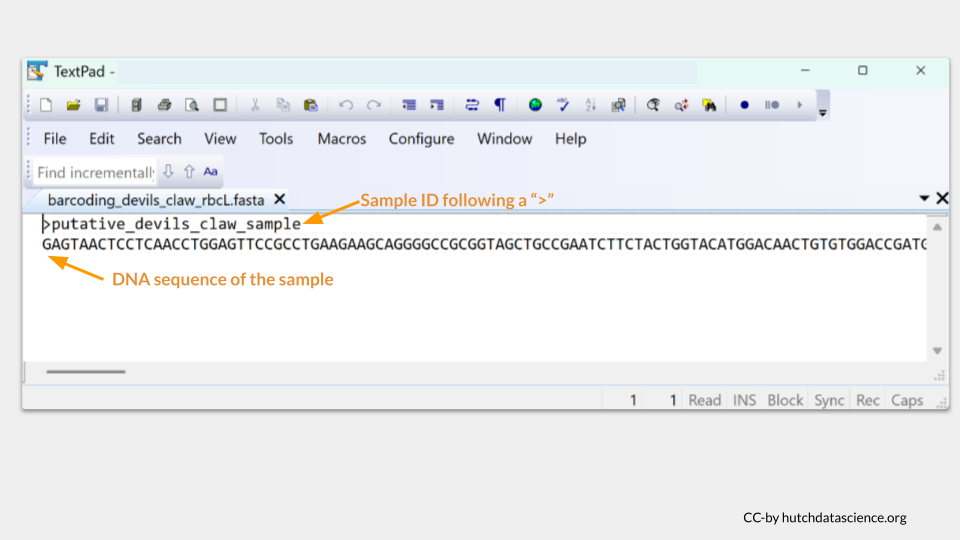 TextPad -
File Edit Search View Tools Macros Configure Window Help
Find incrementally Aa
barcoding_devils_claw_rbcL.fasta
Sample ID following a “>”
>putative_devils_claw_sample
GAGTAACTCCTCAACCTGGAGTTCCGCCTGAAGAAGCAGGGGCCGCGGTAGCTGCCGAATCTTCTACTGGTACATGGACAACTGTGTGGACCGATG
DNA sequence of the sample
1 1 Read INS Block Sync Rec Caps
CC-by hutchdatascience.org